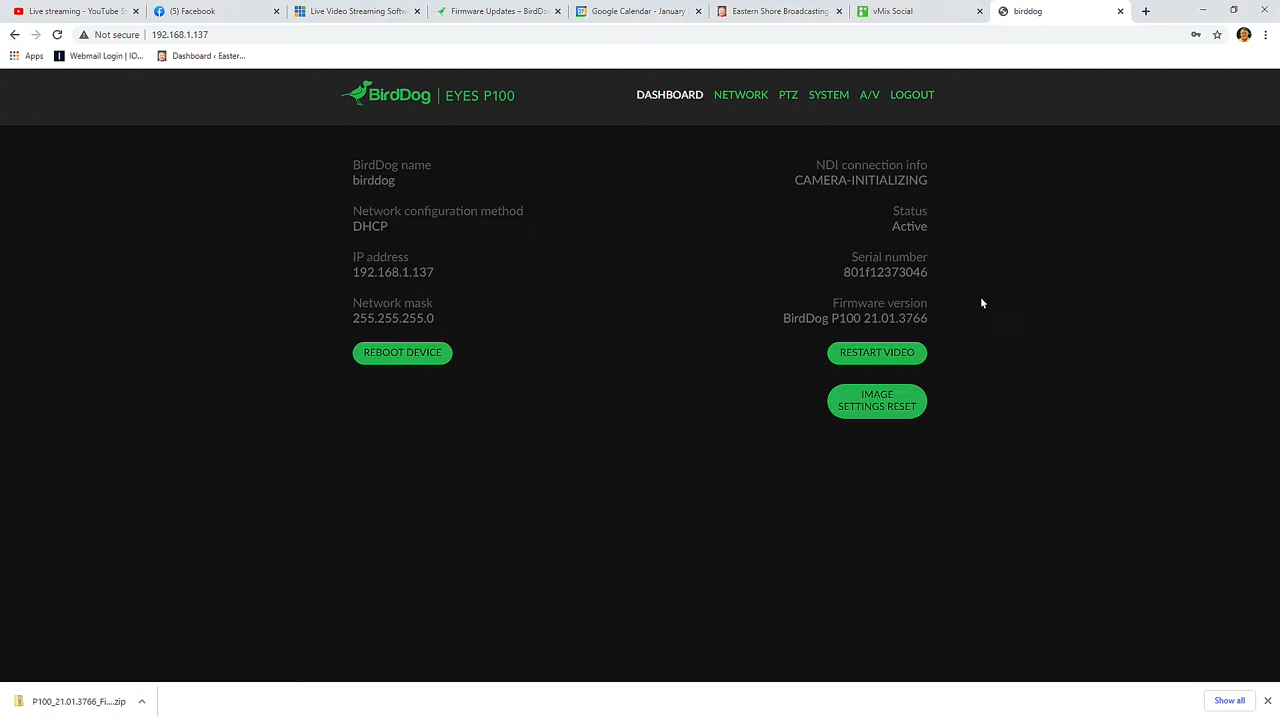 Live streaming - YouTube S
(5) Facebook
Live Video Streaming Softw
Firmware Updates – BirdDo
Google Calendar - January
Eastern Shore Broadcasting
vMix Social
birddog
Not secure
192.168.1.137
Apps
Webmail Login | IO...
Dashboard ‹ Easter...
BirdDog | EYES P100
DASHBOARD
NETWORK
PTZ
SYSTEM
A/V
LOGOUT
BirdDog name
birddog
Network configuration method
DHCP
IP address
192.168.1.137
Network mask
255.255.255.0
REBOOT DEVICE
NDI connection info
CAMERA-INITIALIZING
Status
Active
Serial number
801f12373046
Firmware version
BirdDog P100 21.01.3766
RESTART VIDEO
IMAGE
SETTINGS RESET
P100_21.01.3766_Fi....zip
Show all